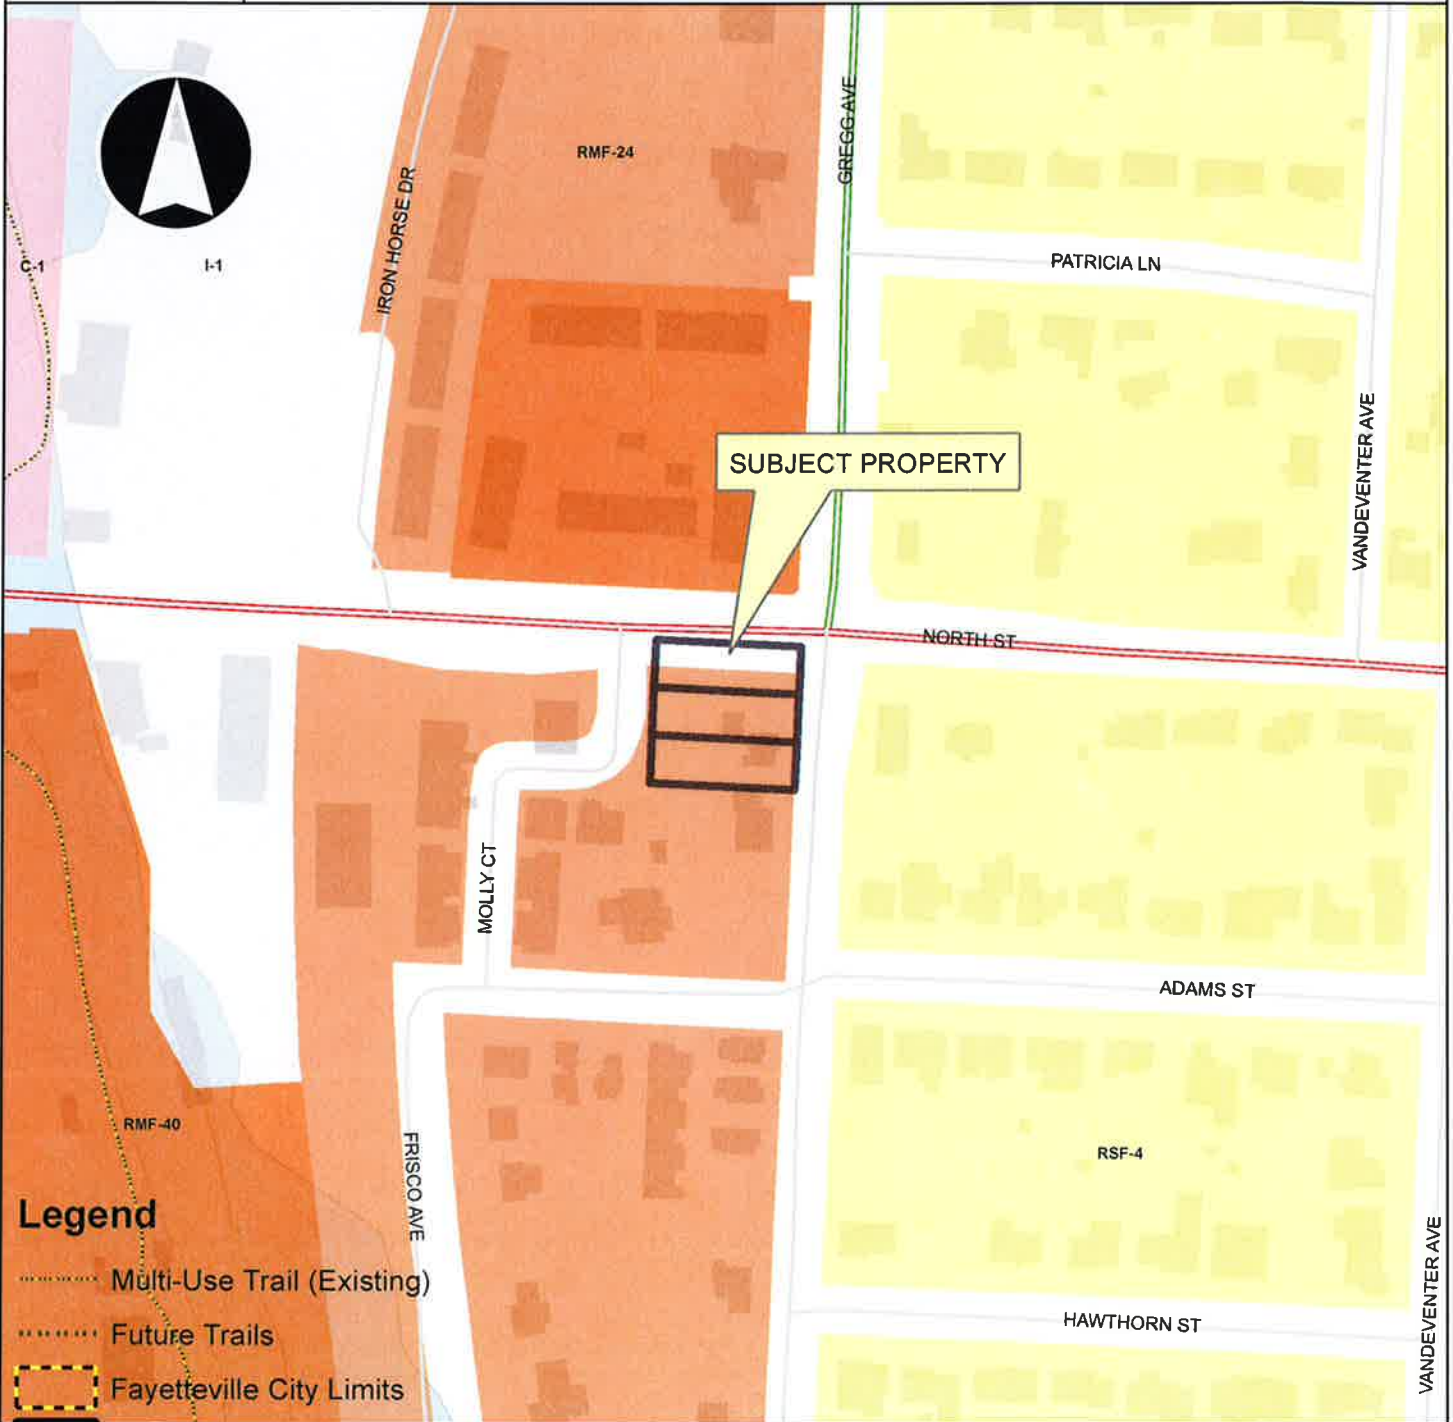 RMF-24
GREGG AVE
IRON HORSE DR
C-1
I-1
PATRICIA LN
SUBJECT PROPERTY
VANDEVENTER AVE
NORTH ST
MOLLY CT
ADAMS ST
RMF-40
FRISCO AVE
RSF-4
Legend
Multi-Use Trail (Existing)
Future Trails
Fayetteville City Limits
HAWTHORN ST
VANDEVENTER AVE